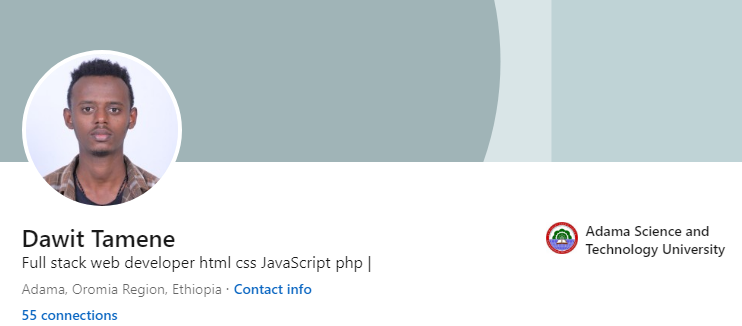 Dawit Tamene
Full stack web developer html css JavaScript php |
Adama, Oromia Region, Ethiopia · Contact info
55 connections
Adama Science and
Technology University